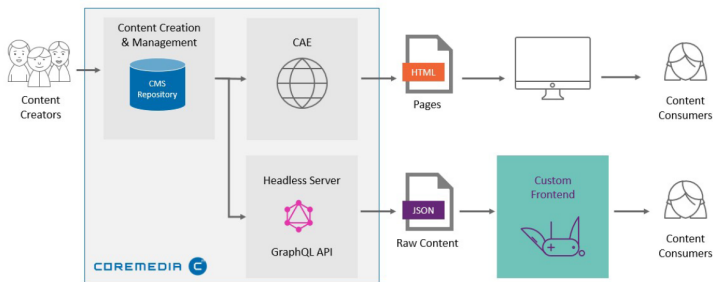 Content Creation
& Management
CMS
Repository
Content
Creators
CAE
HTML
Pages
Content
Consumers
Headless Server
GraphQL API
JSON
Raw Content
Custom
Frontend
Content
Consumers
COREMEDIA C